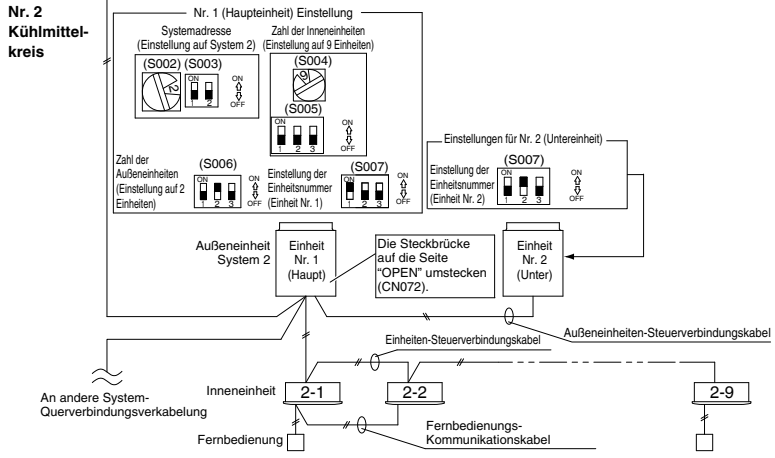 Nr. 2
Kühlmittel-
kreis
Nr. 1 (Haupteinheit) Einstellung
Systemadresse
(Einstellung auf System 2)
(S002) (S003)
2
ON
1 2
ON
OFF
Zahl der Inneneinheiten
(Einstellung auf 9 Einheiten)
(S004)
9
(S005)
ON
1 2 3
ON
OFF
Zahl der
Außeneinheiten
(Einstellung auf 2
Einheiten)
(S006)
ON
1 2 3
ON
OFF
Einstellung der
Einheitsnummer
(Einheit Nr. 1)
(S007)
ON
1 2 3
ON
OFF
Einstellungen für Nr. 2 (Untereinheit)
Einstellung der
Einheitsnummer
(Einheit Nr. 2)
(S007)
ON
1 2 3
ON
OFF
Außeneinheit
System 2
Einheit
Nr. 1
(Haupt)
Die Steckbrücke
auf die Seite
“OPEN” umstecken
(CN072).
Einheit
Nr. 2
(Unter)
Außeneinheiten-Steuerverbindungskabel
Einheiten-Steuerverbindungskabel
An andere System-
Querverbindungsverkabelung
Inneneinheit
2-1
2-2
2-9
Fernbedienung
Fernbedienungs-
Kommunikationskabel